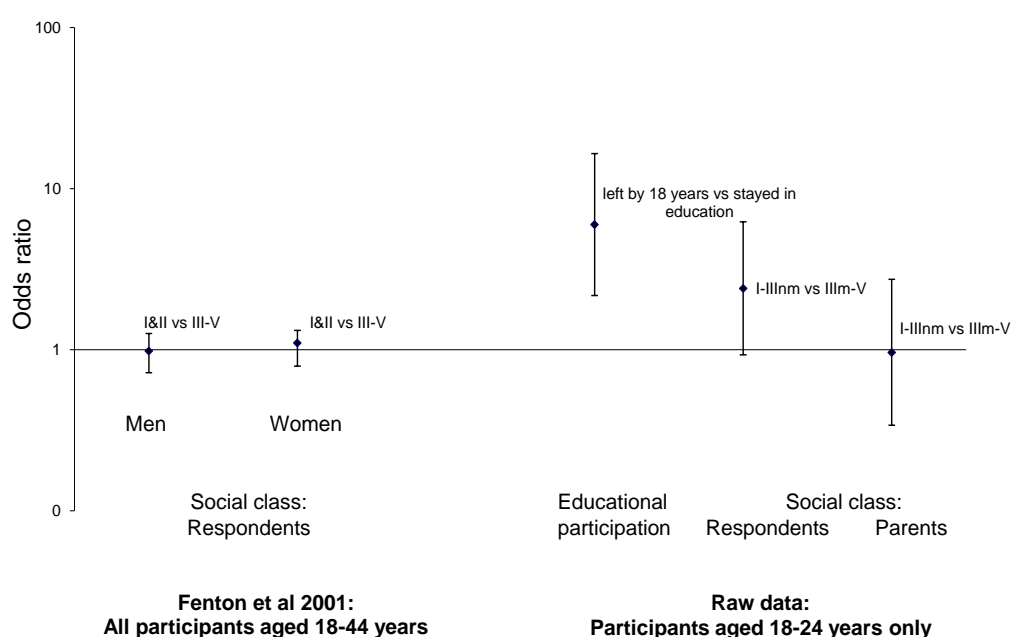 100
10
1
0
Odds ratio
I&II vs III-V
I&II vs III-V
left by 18 years vs stayed in
education
I-IIInm vs IIIm-V
I-IIInm vs IIIm-V
Men
Women
Social class:
Respondents
Educational
participation
Social class:
Respondents
Parents
Fenton et al 2001:
All participants aged 18-44 years
Raw data:
Participants aged 18-24 years only